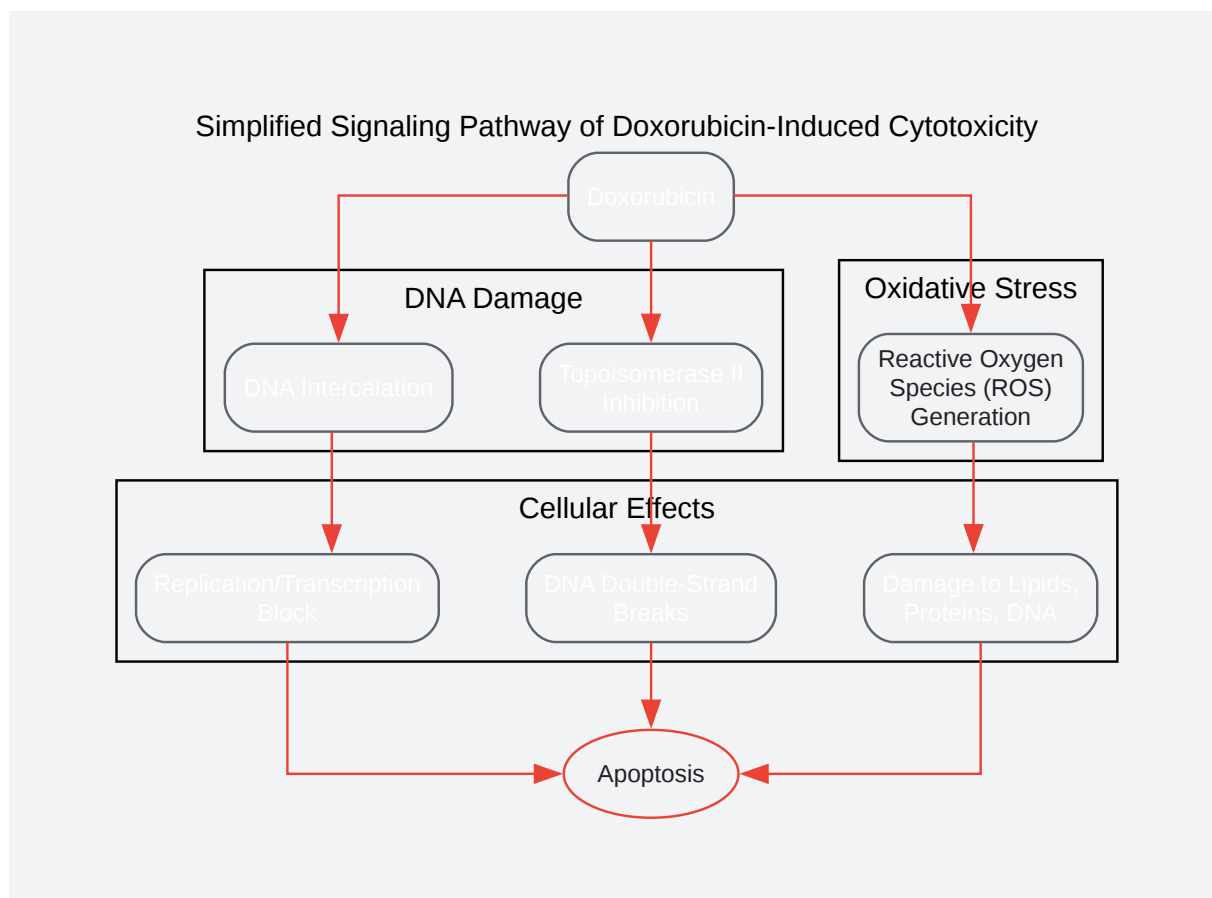 Simplified Signaling Pathway of Doxorubicin-Induced Cytotoxicity
Doxorubicin
DNA Damage
DNA Intercalation
Topoisomerase II
Inhibition
Oxidative Stress
Reactive Oxygen
Species (ROS)
Generation
Cellular Effects
Replication/Transcription
Block
DNA Double-Strand
Breaks
Damage to Lipids,
Proteins, DNA
Apoptosis